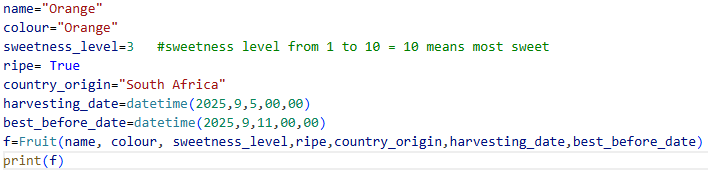 name="Orange"
colour="Orange"
sweetness_level=3   #sweetness level from 1 to 10 = 10 means most sweet
ripe= True
country_origin="South Africa"
harvesting_date=datetime(2025,9,5,00,00)
best_before_date=datetime(2025,9,11,00,00)
f=Fruit(name, colour, sweetness_level,ripe,country_origin,harvesting_date,best_before_date)
print(f)